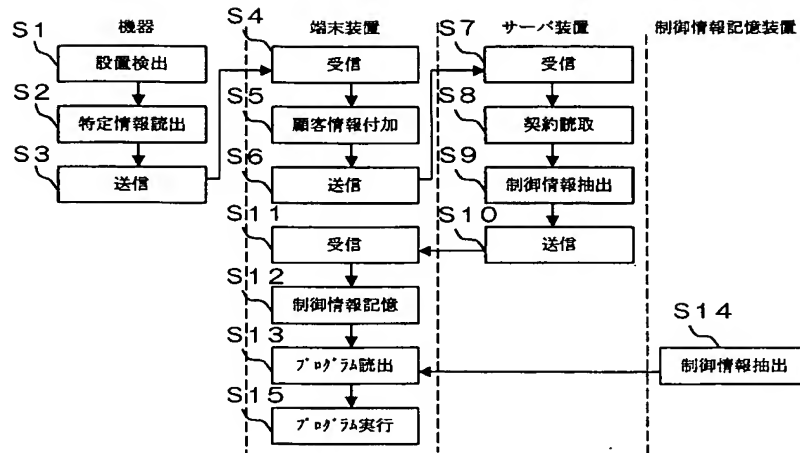 機器
端末装置
サーバ装置
制御情報記憶装置
S1
設置検出
S2
特定情報読出
S3
送信
S4
受信
S5
顧客情報付加
S6
送信
S7
受信
S8
契約読取
S9
制御情報抽出
S10
送信
S11
受信
S12
制御情報記憶
S13
プログラム読出
S14
制御情報抽出
S15
プログラム実行